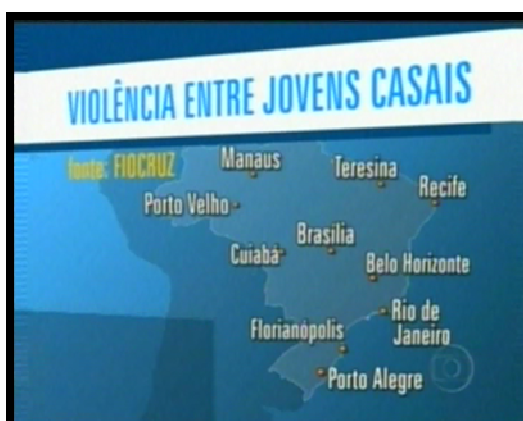 VIOLÊNCIA ENTRE JOVENS CASAIS
fonte: FIOCRUZ
Manaus
Teresina
Recife
Porto Velho
Brasília
Cuiabá
Belo Horizonte
Rio de
Janeiro
Florianópolis
Porto Alegre